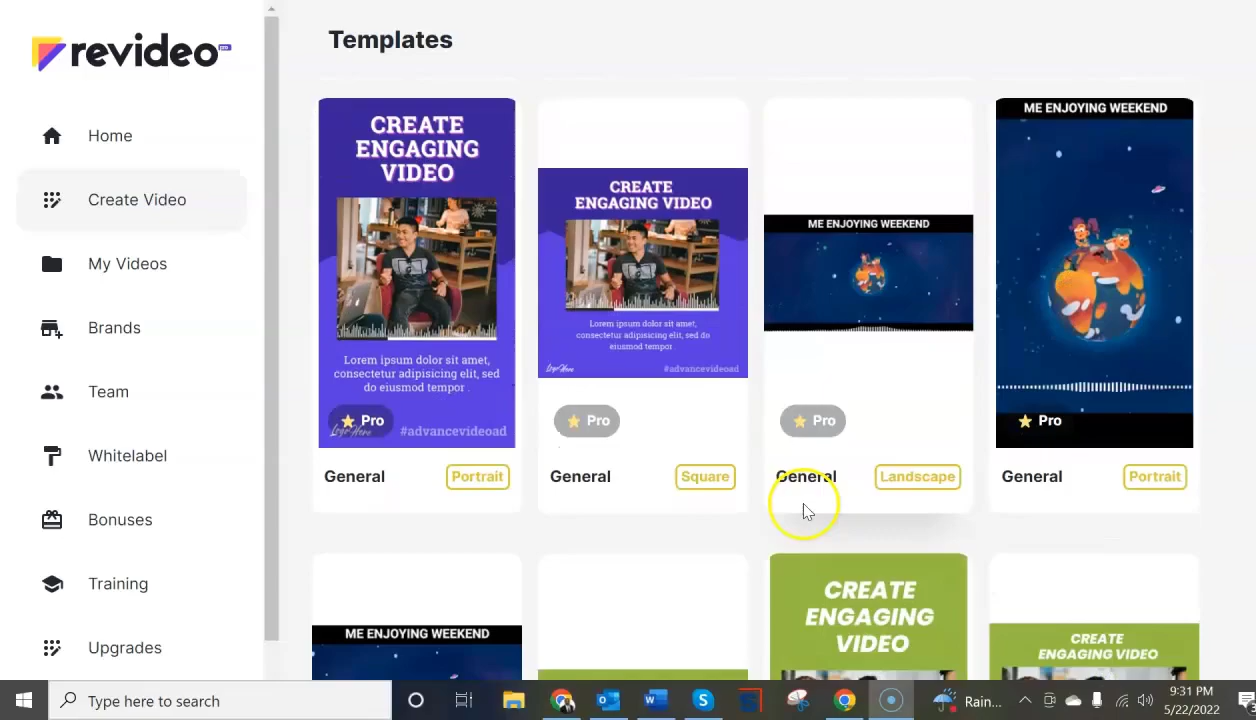 revideo
Home
Create Video
My Videos
Brands
Team
Whitelabel
Bonuses
Training
Upgrades
Templates
CREATE
ENGAGING
VIDEO
Lorem ipsum dolor sit amet,
consectetur adipisicing elit, sed
do eiusmod tempor .
Pro
Logo Here
#advancevideoad
General
Portrait
CREATE
ENGAGING VIDEO
Lorem ipsum dolor sit amet,
consectetur adipisicing elit, sed do
eiusmod tempor
Logo Here
#advancevideoad
Pro
General
Square
ME ENJOYING WEEKEND
Pro
General
Landscape
ME ENJOYING WEEKEND
Pro
General
Portrait
ME ENJOYING WEEKEND
CREATE
ENGAGING
VIDEO
CREATE
ENGAGING VIDEO
Type here to search
Rain...
9:31 PM
5/22/2022